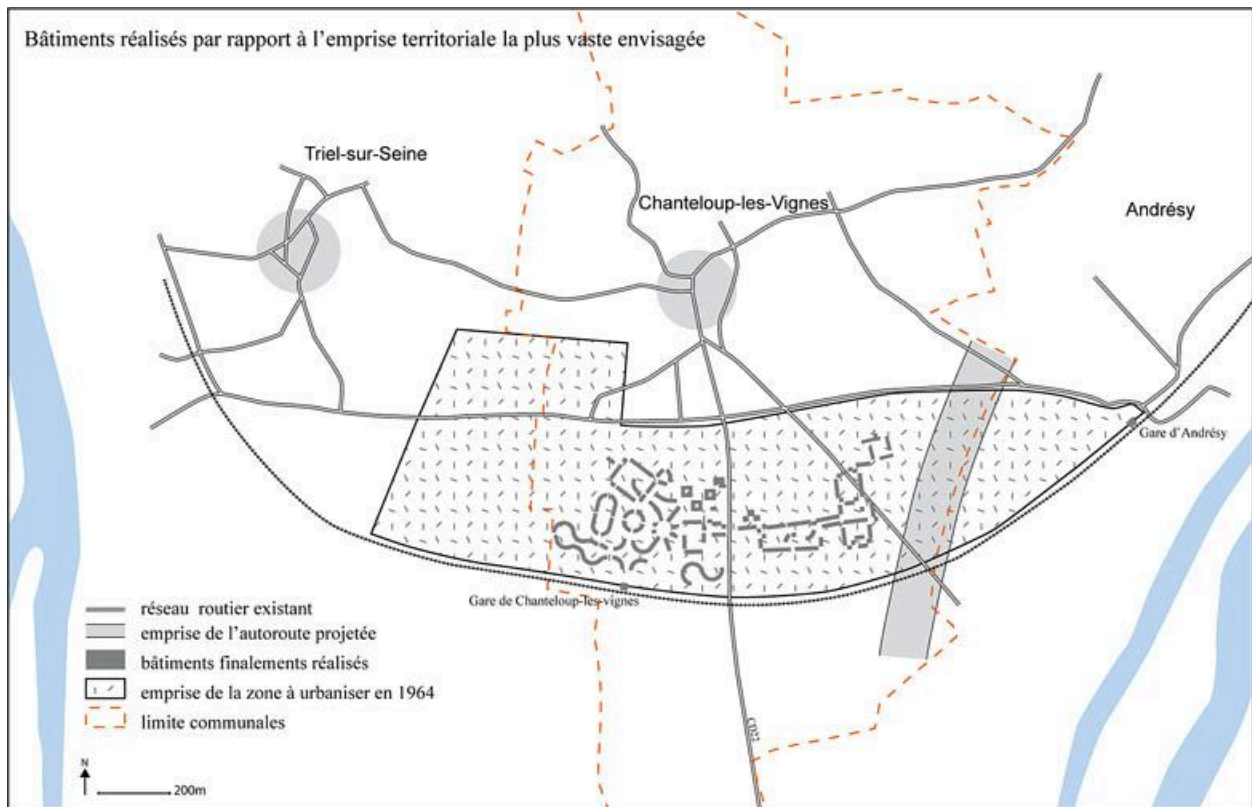 Bâtiments réalisés par rapport à l'emprise territoriale la plus vaste envisagée
Triel-sur-Seine
Chanteloup-les-Vignes
Andrésy
Gare d'Andrésy
Gare de Chanteloup-les-vignes
réseau routier existant
emprise de l'autoroute projetée
bâtiments finalements réalisés
emprise de la zone à urbaniser en 1964
limite communales
CD22
N
200m